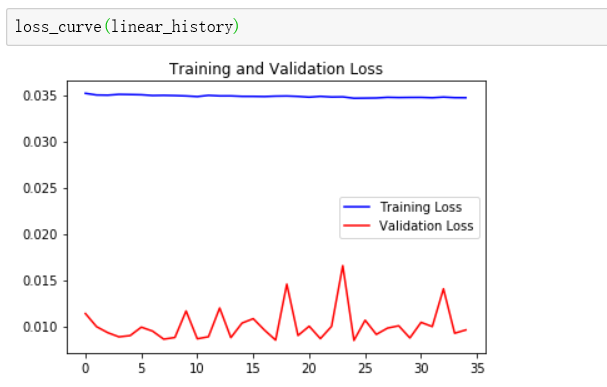 loss_curve(linear_history)
Training and Validation Loss
0.035
0.030
0.025
0.020
0.015
0.010
Training Loss
Validation Loss
0 5 10 15 20 25 30 35